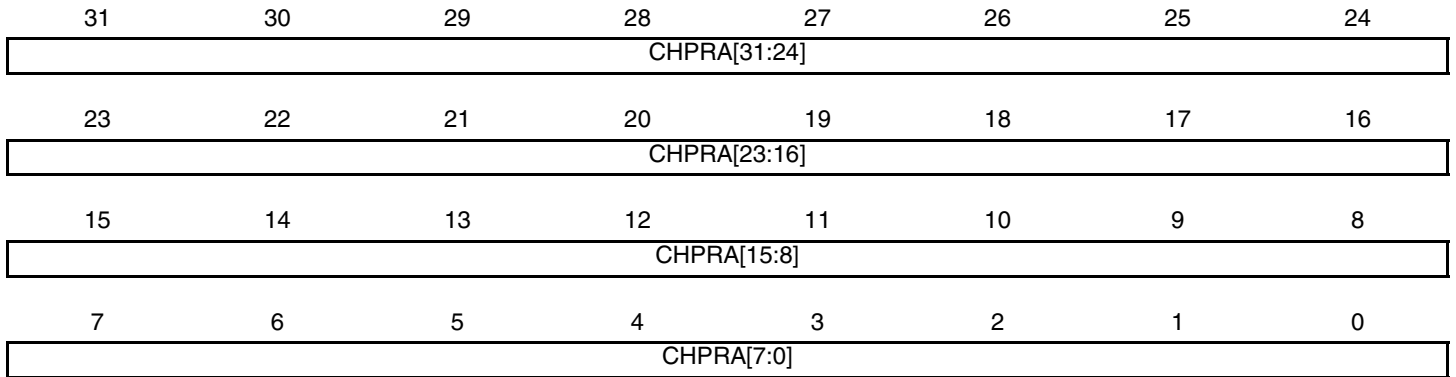 31 30 29 28 27 26 25 24
CHPRA[31:24]
23 22 21 20 19 18 17 16
CHPRA[23:16]
15 14 13 12 11 10 9 8
CHPRA[15:8]
7 6 5 4 3 2 1 0
CHPRA[7:0]